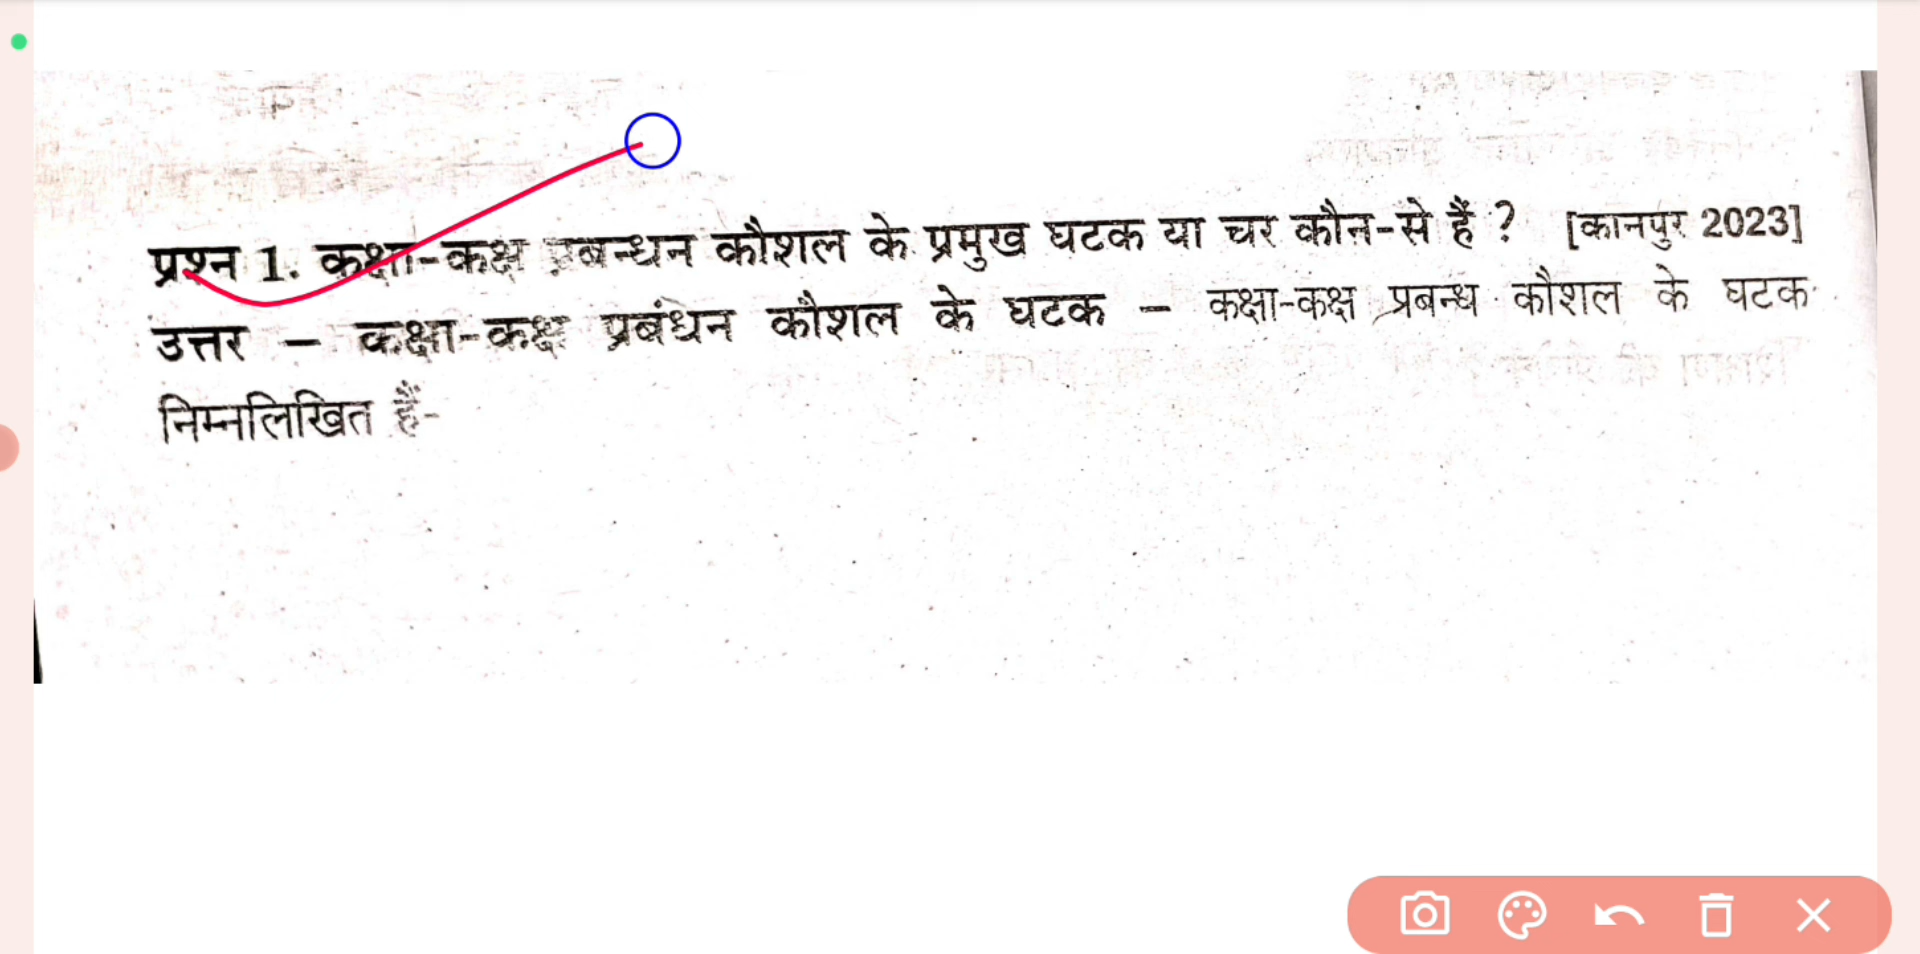 प्रश्न 1. कक्षा-कक्ष प्रबन्धन कौशल के प्रमुख घटक या चर कौन-से हैं ? [कानपुर 2023]
उत्तर – कक्षा-कक्ष प्रबंधन कौशल के घटक – कक्षा-कक्ष प्रबन्ध कौशल के घटक
निम्नलिखित हैं-